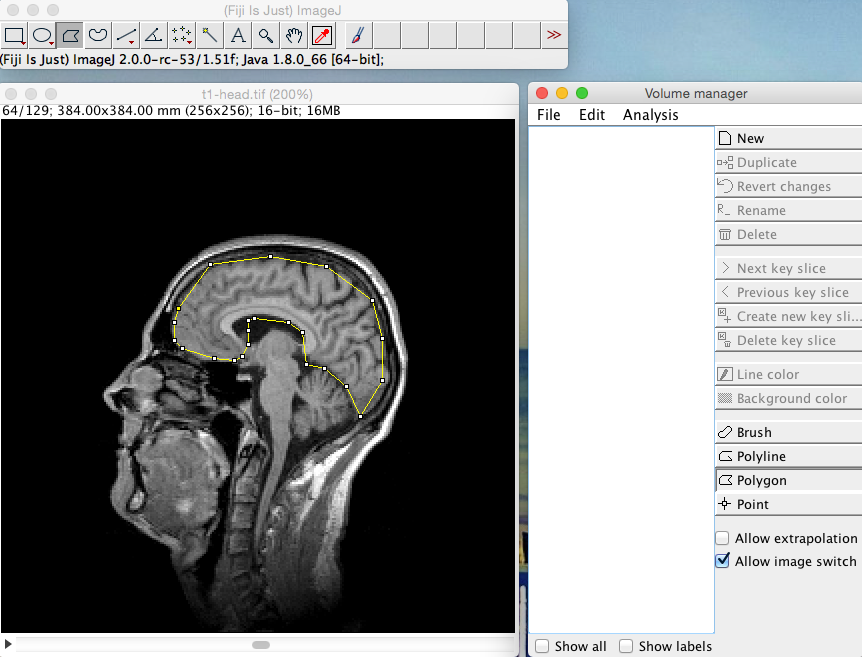 (Fiji Is Just) ImageJ
A
>>
(Fiji Is Just) ImageJ 2.0.0-rc-53/1.51f; Java 1.8.0_66 [64-bit];
t1-head.tif (200%)
64/129; 384.00x384.00 mm (256x256); 16-bit; 16MB
Volume manager
File Edit Analysis
New
Duplicate
Revert changes
Rename
Delete
Next key slice
Previous key slice
Create new key sli...
Delete key slice
Line color
Background color
Brush
Polyline
Polygon
Point
Allow extrapolation
Allow image switch
Show all Show labels